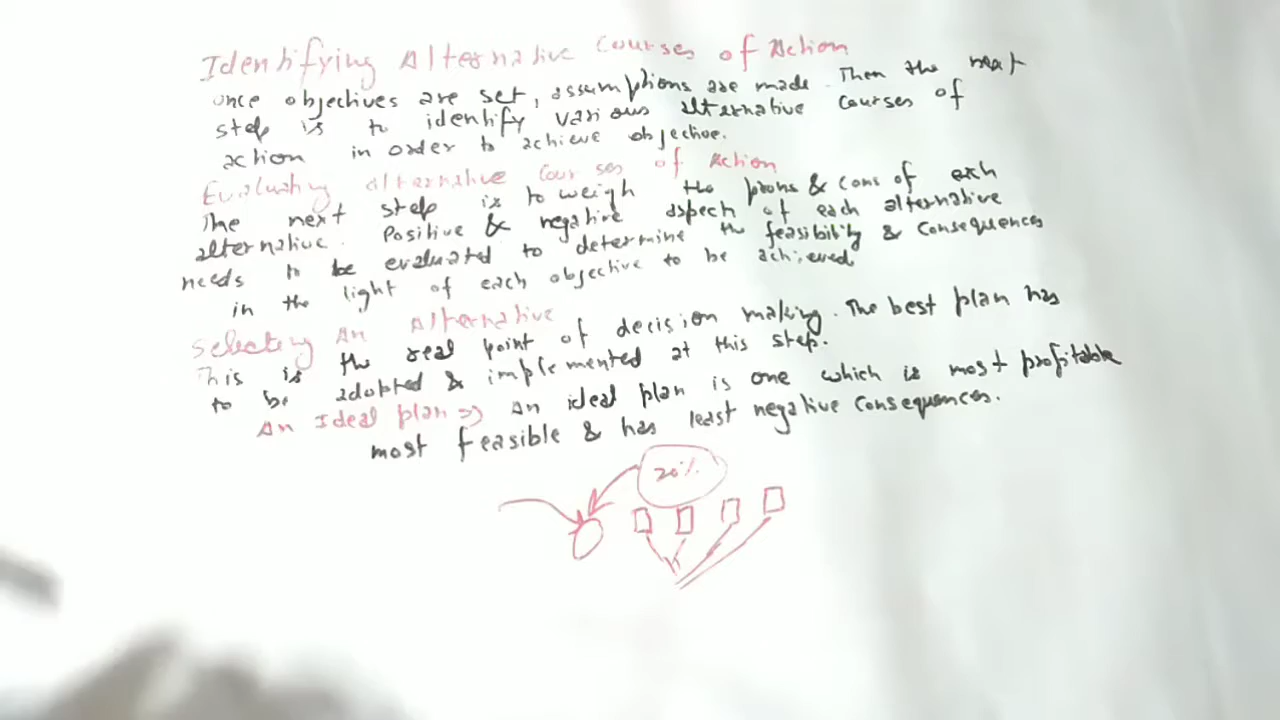 Identifying Alternative Courses of Action
once objectives are set, assumptions are made. Then the next
step is to identify various alternative courses of
action in order to achieve objective.
Evaluating alternative Courses of Action
The next step is to weigh the prons & cons of each
alternative. Positive & negative aspect of each alternative
needs to be evaluated to determine the feasibility & Consequences
in the light of each objective to be achieved.
Selecting An Alternative
This is the real point of decision making. The best plan has
to be adopted & implemented at this step.
An Ideal plan => An ideal plan is one which is most profitable
most feasible & has least negative consequences.
20%